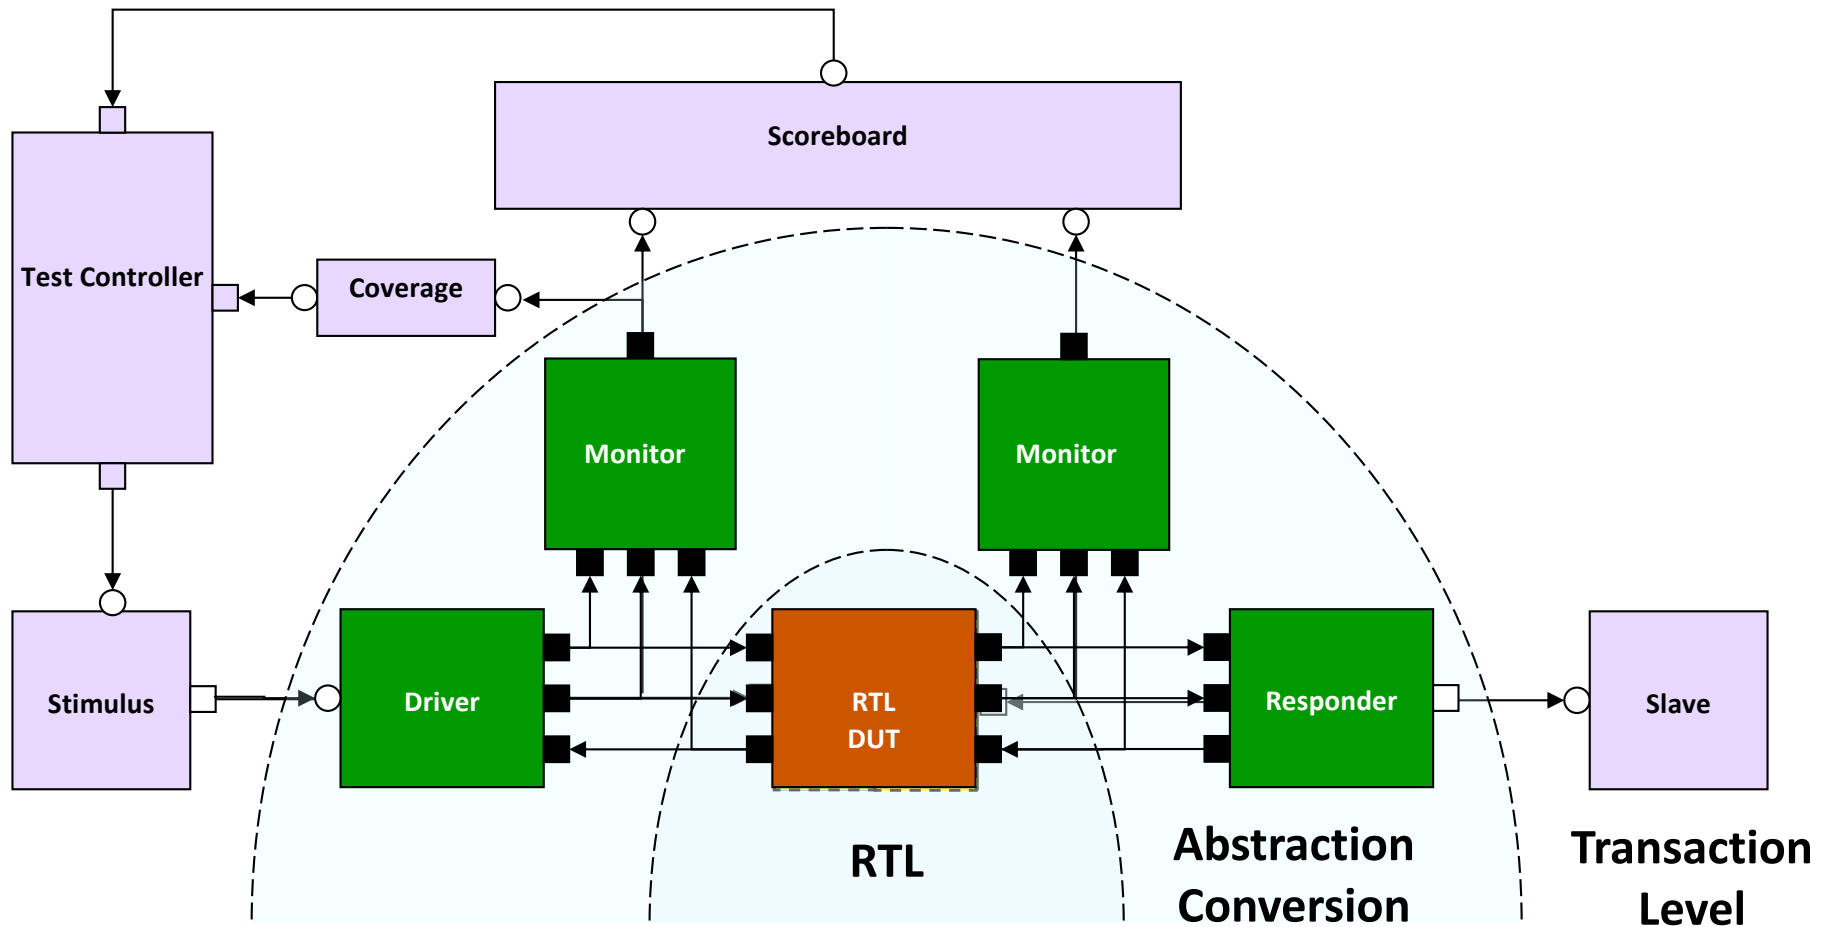 Scoreboard
Test Controller
Coverage
Monitor
Monitor
Stimulus
Driver
RTL
DUT
Responder
Slave
RTL
Abstraction
Conversion
Transaction
Level